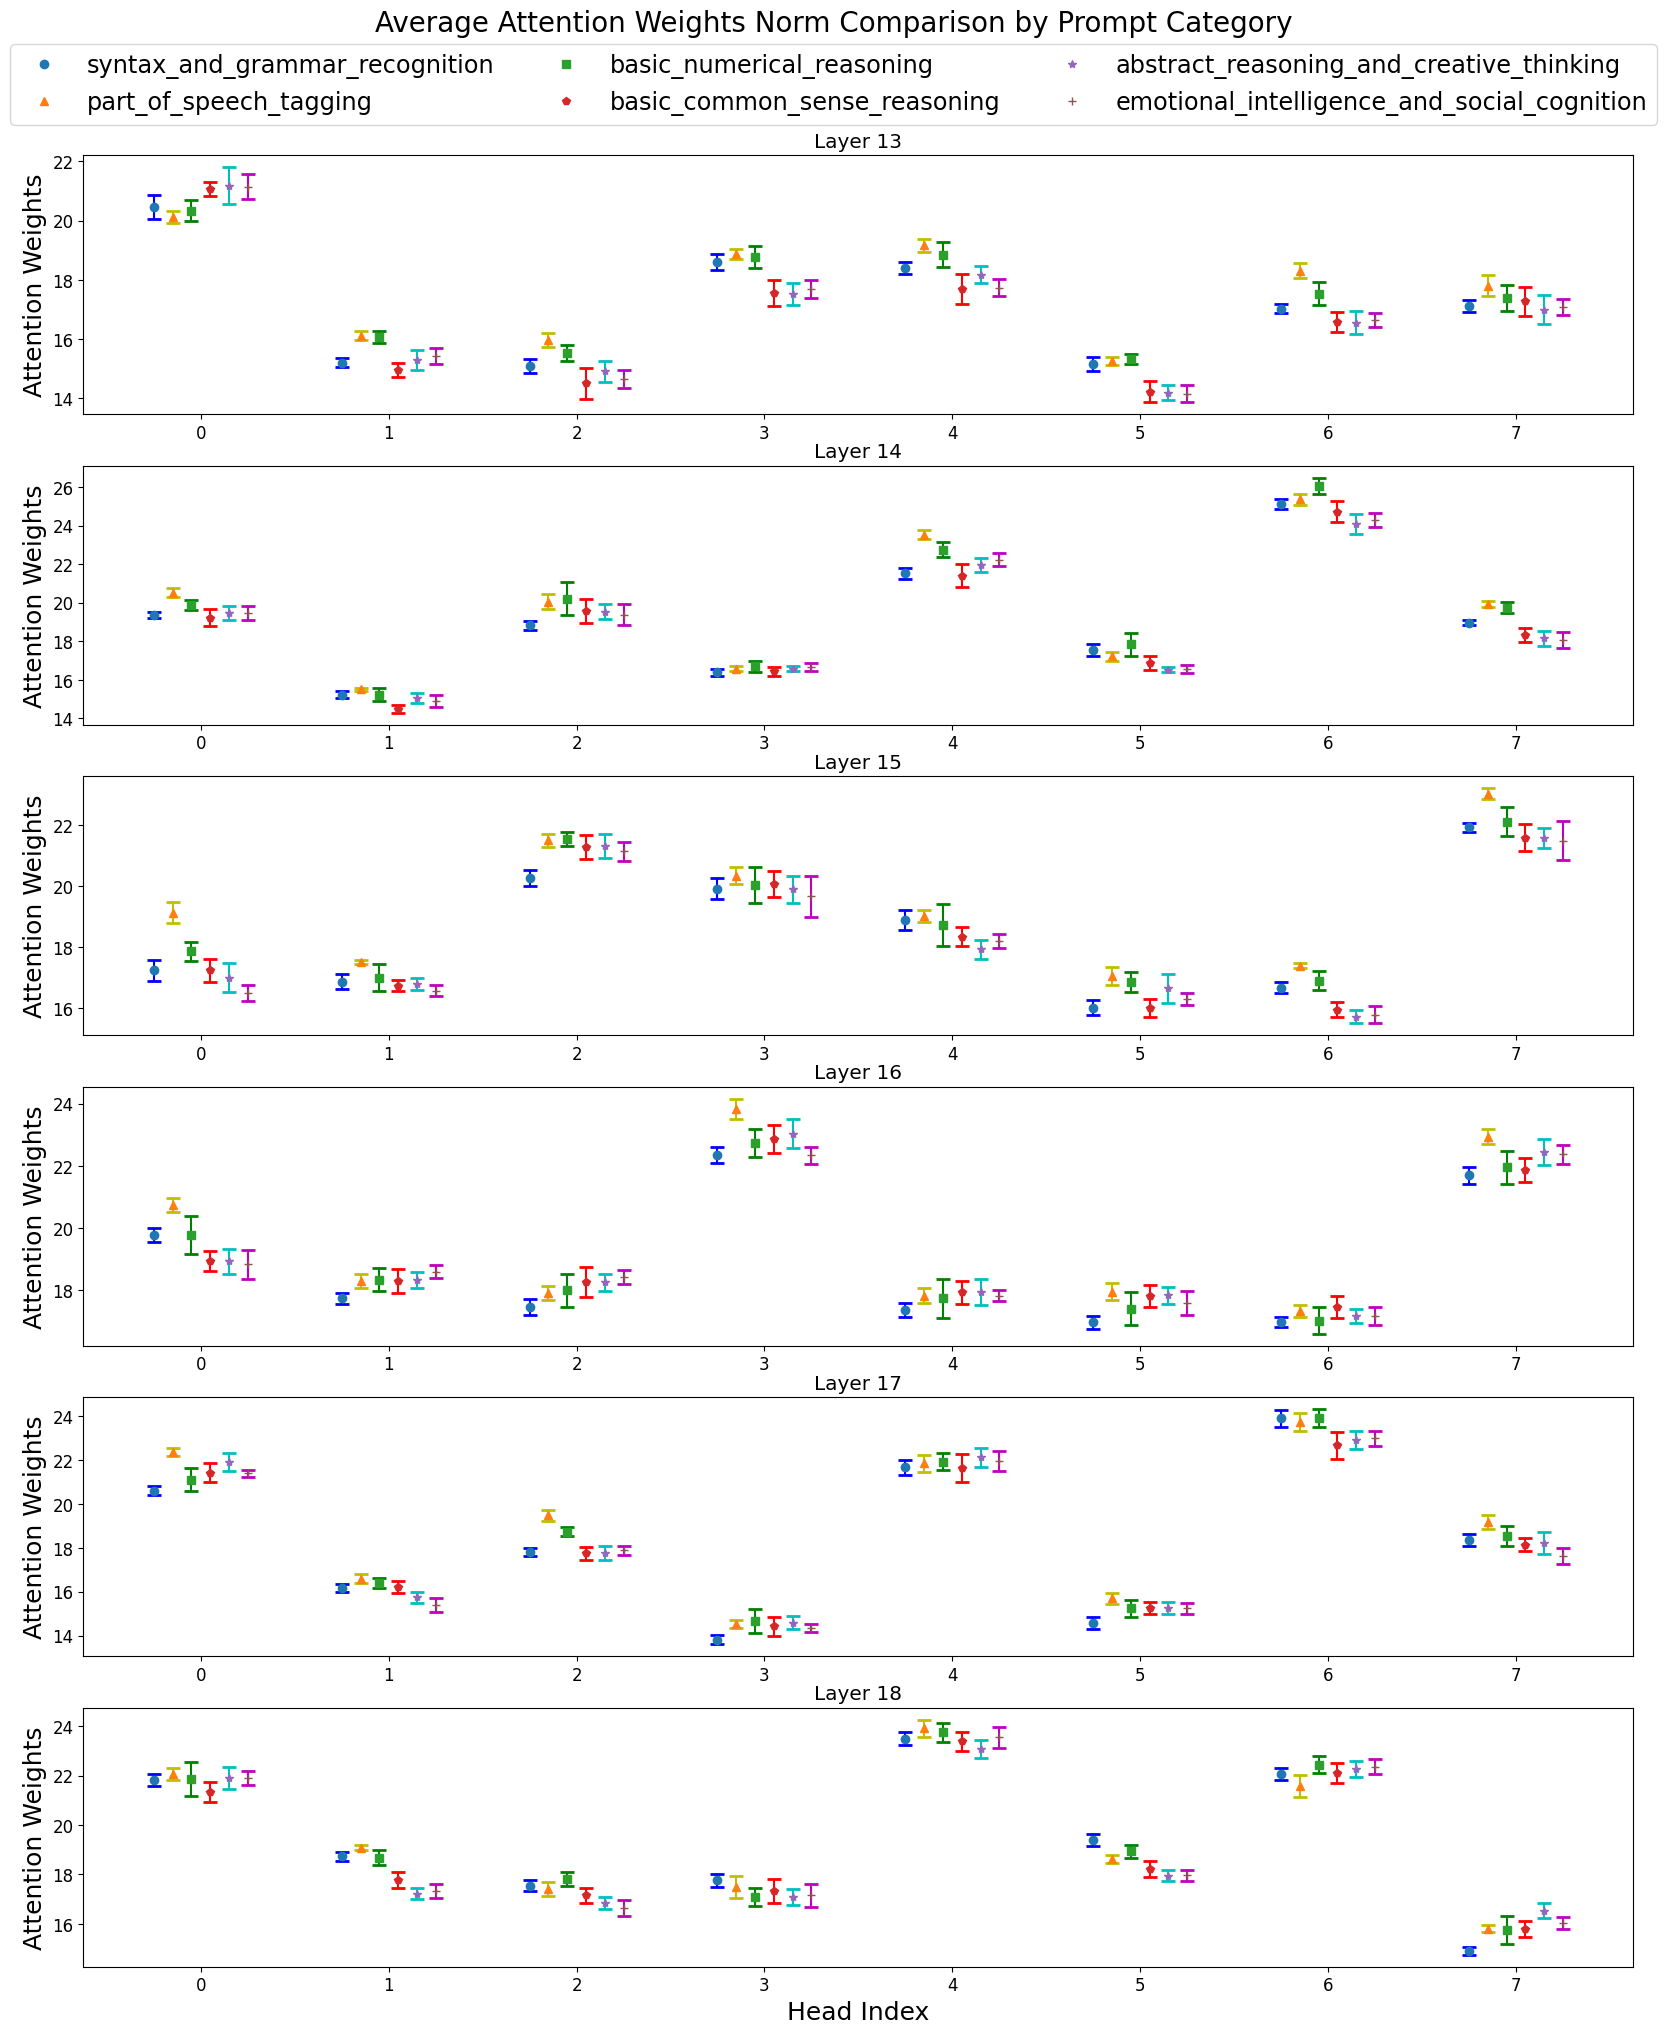 Average Attention Weights Norm Comparison by Prompt Category
syntax_and_grammar_recognition basic_numerical_reasoning abstract_reasoning_and_creative_thinking
part_of_speech_tagging basic_common_sense_reasoning emotional_intelligence_and_social_cognition
Layer 13
Attention Weights
22
20
18
16
14
0 1 2 3 4 5 6 7
Layer 14
Attention Weights
26
24
22
20
18
16
14
0 1 2 3 4 5 6 7
Layer 15
Attention Weights
22
20
18
16
0 1 2 3 4 5 6 7
Layer 16
Attention Weights
24
22
20
18
0 1 2 3 4 5 6 7
Layer 17
Attention Weights
24
22
20
18
16
14
0 1 2 3 4 5 6 7
Layer 18
Attention Weights
24
22
20
18
16
0 1 2 3 4 5 6 7
Head Index